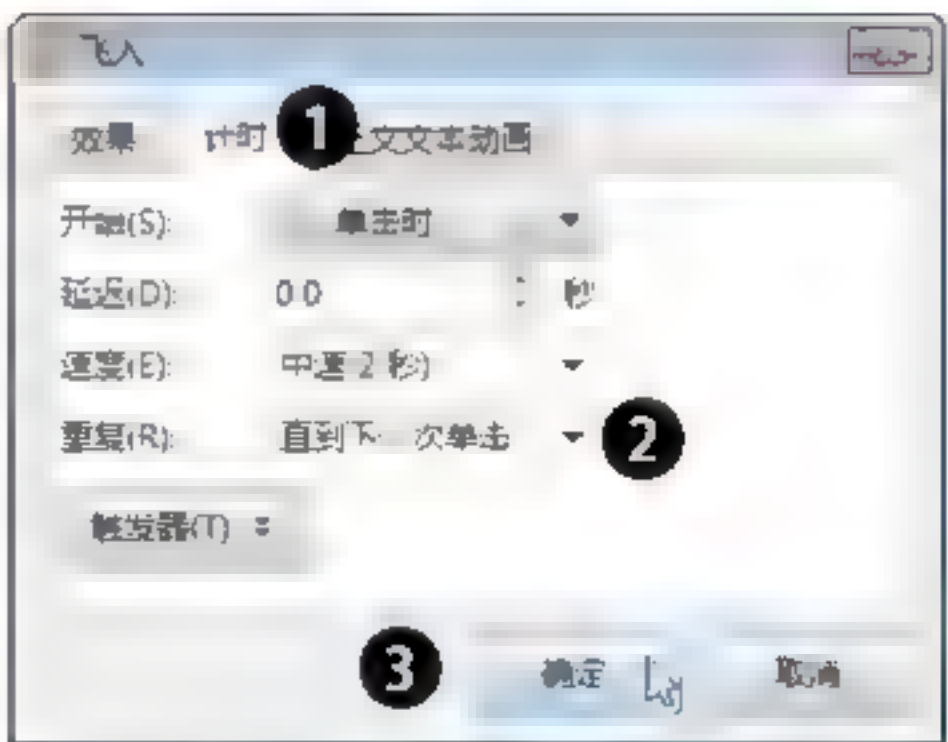 飞入
效果 计时 1 正文文本动画
开始(S): 单击时
延迟(D): 0.0 秒
速度(E): 中速(2 秒)
重复(R): 直到下一次单击 2
触发器(T)
3 确定 取消